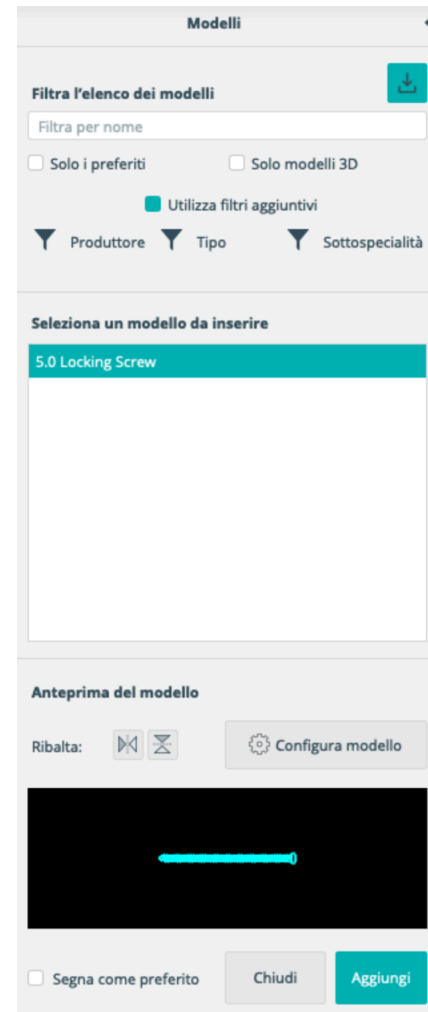 Modelli
Filtra l'elenco dei modelli
Filtra per nome
Solo i preferiti Solo modelli 3D
Utilizza filtri aggiuntivi
Produttore Tipo Sottospecialità
Seleziona un modello da inserire
5.0 Locking Screw
Anteprima del modello
Ribalta: Configura modello
Segna come preferito Chiudi Aggiungi